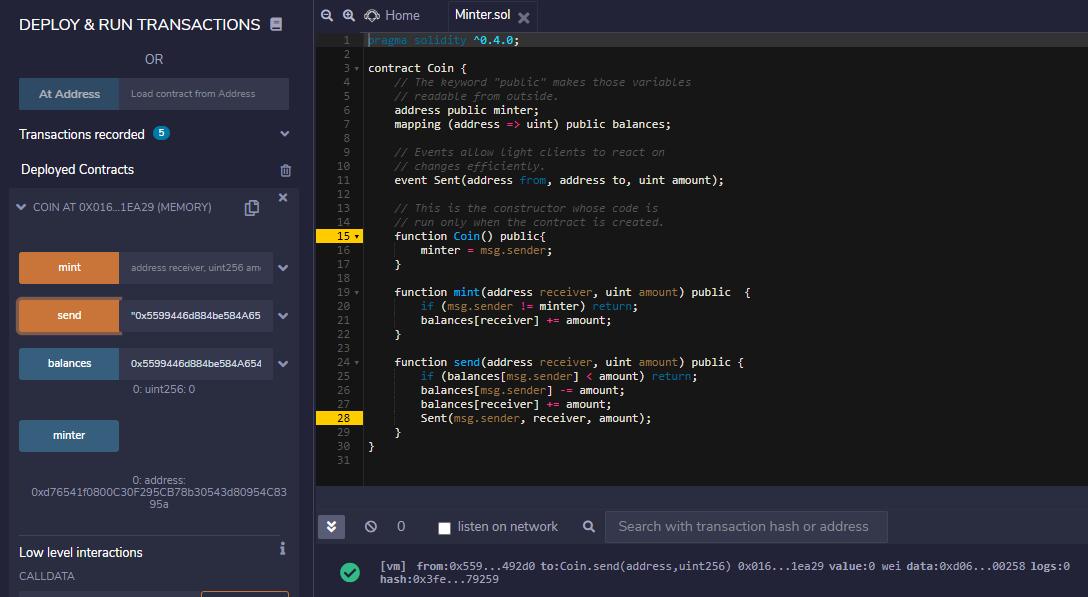 DEPLOY & RUN TRANSACTIONS
OR
At Address Load contract from Address
Transactions recorded 5
Deployed Contracts
COIN AT 0X016...1EA29 (MEMORY)
mint address receiver, uint256 am
send "0x5599446d884be584A65
balances 0x5599446d884be584A654
0: uint256: 0
minter
0: address:
0xd76541f0800C30F295CB78b30543d80954C83
95a
Low level interactions
CALLDATA
Home Minter.sol
1 pragma solidity ^0.4.0;
2
3 contract Coin {
4 // The keyword "public" makes those variables
5 // readable from outside.
6 address public minter;
7 mapping (address => uint) public balances;
8
9 // Events allow light clients to react on
10 // changes efficiently.
11 event Sent(address from, address to, uint amount);
12
13 // This is the constructor whose code is
14 // run only when the contract is created.
15 function Coin() public{
16 minter = msg.sender;
17 }
18
19 function mint(address receiver, uint amount) public {
20 if (msg.sender != minter) return;
21 balances[receiver] += amount;
22 }
23
24 function send(address receiver, uint amount) public {
25 if (balances[msg.sender] < amount) return;
26 balances[msg.sender] -= amount;
27 balances[receiver] += amount;
28 Sent(msg.sender, receiver, amount);
29 }
30 }
31
0 listen on network Search with transaction hash or address
[vm] from:0x559...492d0 to:Coin.send(address,uint256) 0x016...1ea29 value:0 wei data:0xd06...00258 logs:0
hash:0x3fe...79259